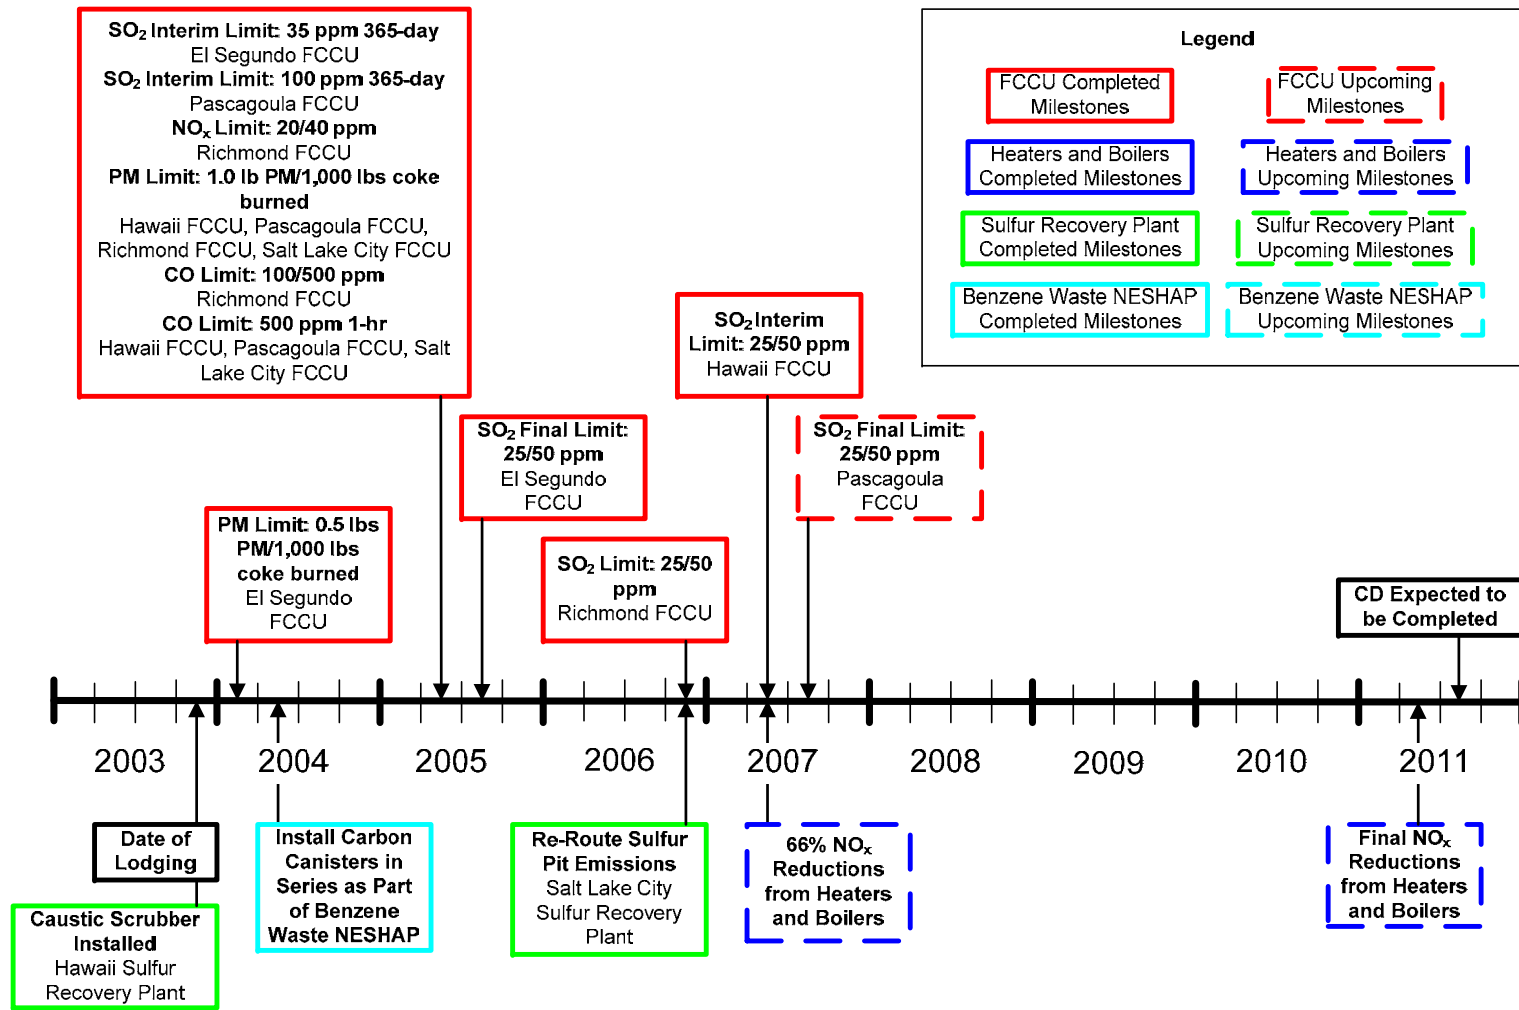 SO2 Interim Limit: 35 ppm 365-day
El Segundo FCCU
SO2 Interim Limit: 100 ppm 365-day
Pascagoula FCCU
NOx Limit: 20/40 ppm
Richmond FCCU
PM Limit: 1.0 lb PM/1,000 lbs coke
burned
Hawaii FCCU, Pascagoula FCCU,
Richmond FCCU, Salt Lake City FCCU
CO Limit: 100/500 ppm
Richmond FCCU
CO Limit: 500 ppm 1-hr
Hawaii FCCU, Pascagoula FCCU, Salt
Lake City FCCU
Legend
FCCU Completed
Milestones
FCCU Upcoming
Milestones
Heaters and Boilers
Completed Milestones
Heaters and Boilers
Upcoming Milestones
Sulfur Recovery Plant
Completed Milestones
Sulfur Recovery Plant
Upcoming Milestones
Benzene Waste NESHAP
Completed Milestones
Benzene Waste NESHAP
Upcoming Milestones
SO2 Interim
Limit: 25/50 ppm
Hawaii FCCU
SO2 Final Limit:
25/50 ppm
El Segundo
FCCU
SO2 Final Limit:
25/50 ppm
Pascagoula
FCCU
PM Limit: 0.5 lbs
PM/1,000 lbs
coke burned
El Segundo
FCCU
SO2 Limit: 25/50
ppm
Richmond FCCU
CD Expected to
be Completed
2003
2004
2005
2006
2007
2008
2009
2010
2011
Date of
Lodging
Caustic Scrubber
Installed
Hawaii Sulfur
Recovery Plant
Install Carbon
Canisters in
Series as Part
of Benzene
Waste NESHAP
Re-Route Sulfur
Pit Emissions
Salt Lake City
Sulfur Recovery
Plant
66% NOx
Reductions
from Heaters
and Boilers
Final NOx
Reductions
from Heaters
and Boilers